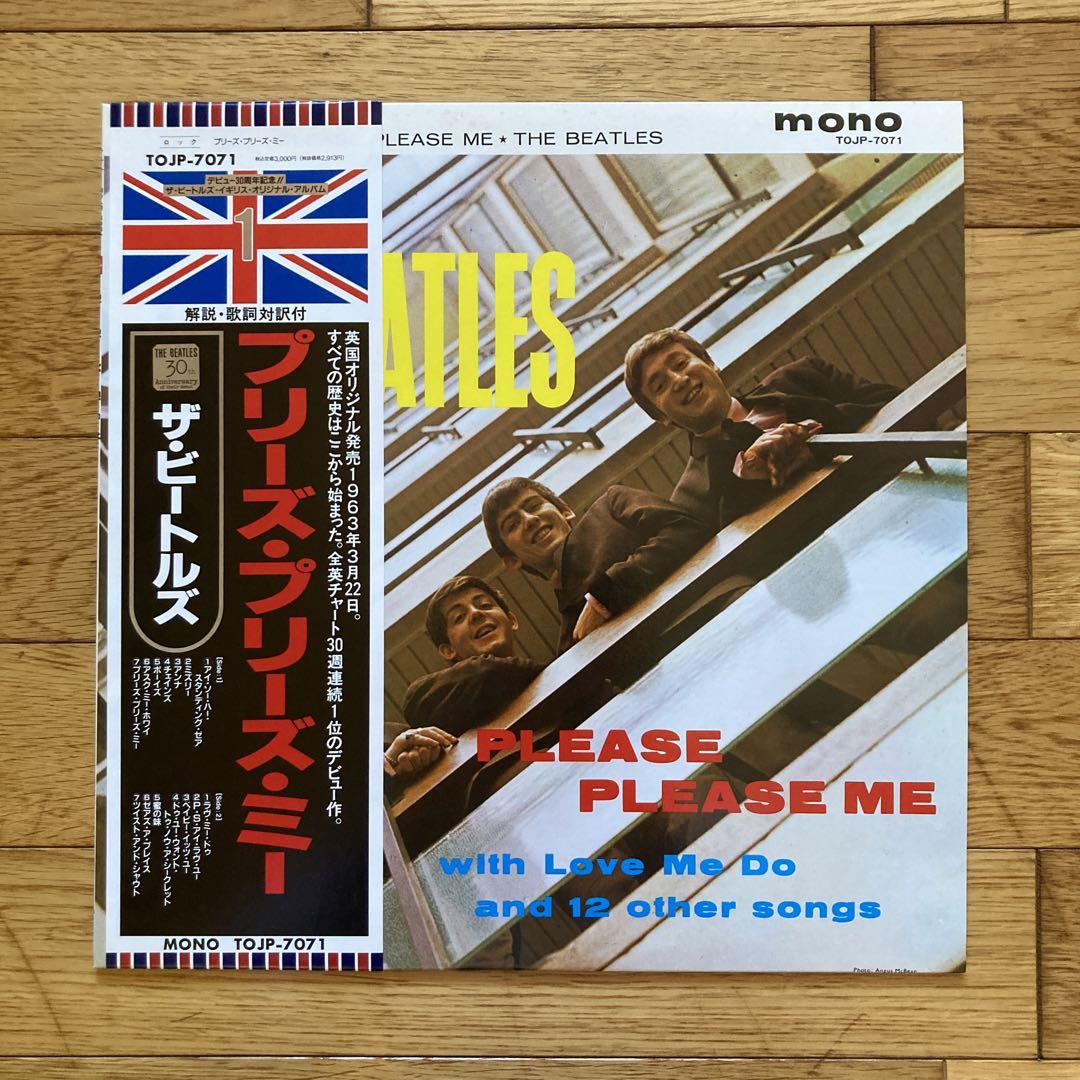 ロック プリーズ・プリーズ・ミー
TOJP-7071 税込定価3,000円(税抜価格2,913円)
デビュー30周年記念!!
ザ・ビートルズ・イギリス・オリジナル・アルバム
1
解説・歌詞対訳付
英国オリジナル発売1963年3月22日。
すべての歴史はここから始まった。全英チャート30週連続1位のデビュー作。
プリーズ・プリーズ・ミー
THE BEATLES
30th
Anniversary
of their debut
ザ・ビートルズ
[Side-1]
1 アイ・ソー・ハー・
スタンディング・ゼア
2 ミズリー
3 アンナ
4 チェインズ
5 ボーイズ
6 アスク・ミー・ホワイ
7 プリーズ・プリーズ・ミー
[Side-2]
1 ラヴ・ミー・ドゥ
2 P.S.アイ・ラヴ・ユー
3 ベイビー・イッツ・ユー
4 ドゥ・ユー・ウォント・
トゥ・ノウ・ア・シークレット
5 蜜の味
6 ゼアズ・ア・プレイス
7 ツイスト・アンド・シャウト
MONO TOJP-7071
PLEASE ME ★ THE BEATLES
mono
TOJP-7071
ATLES
PLEASE
PLEASE ME
with Love Me Do
and 12 other songs
Photo: Angus McBean